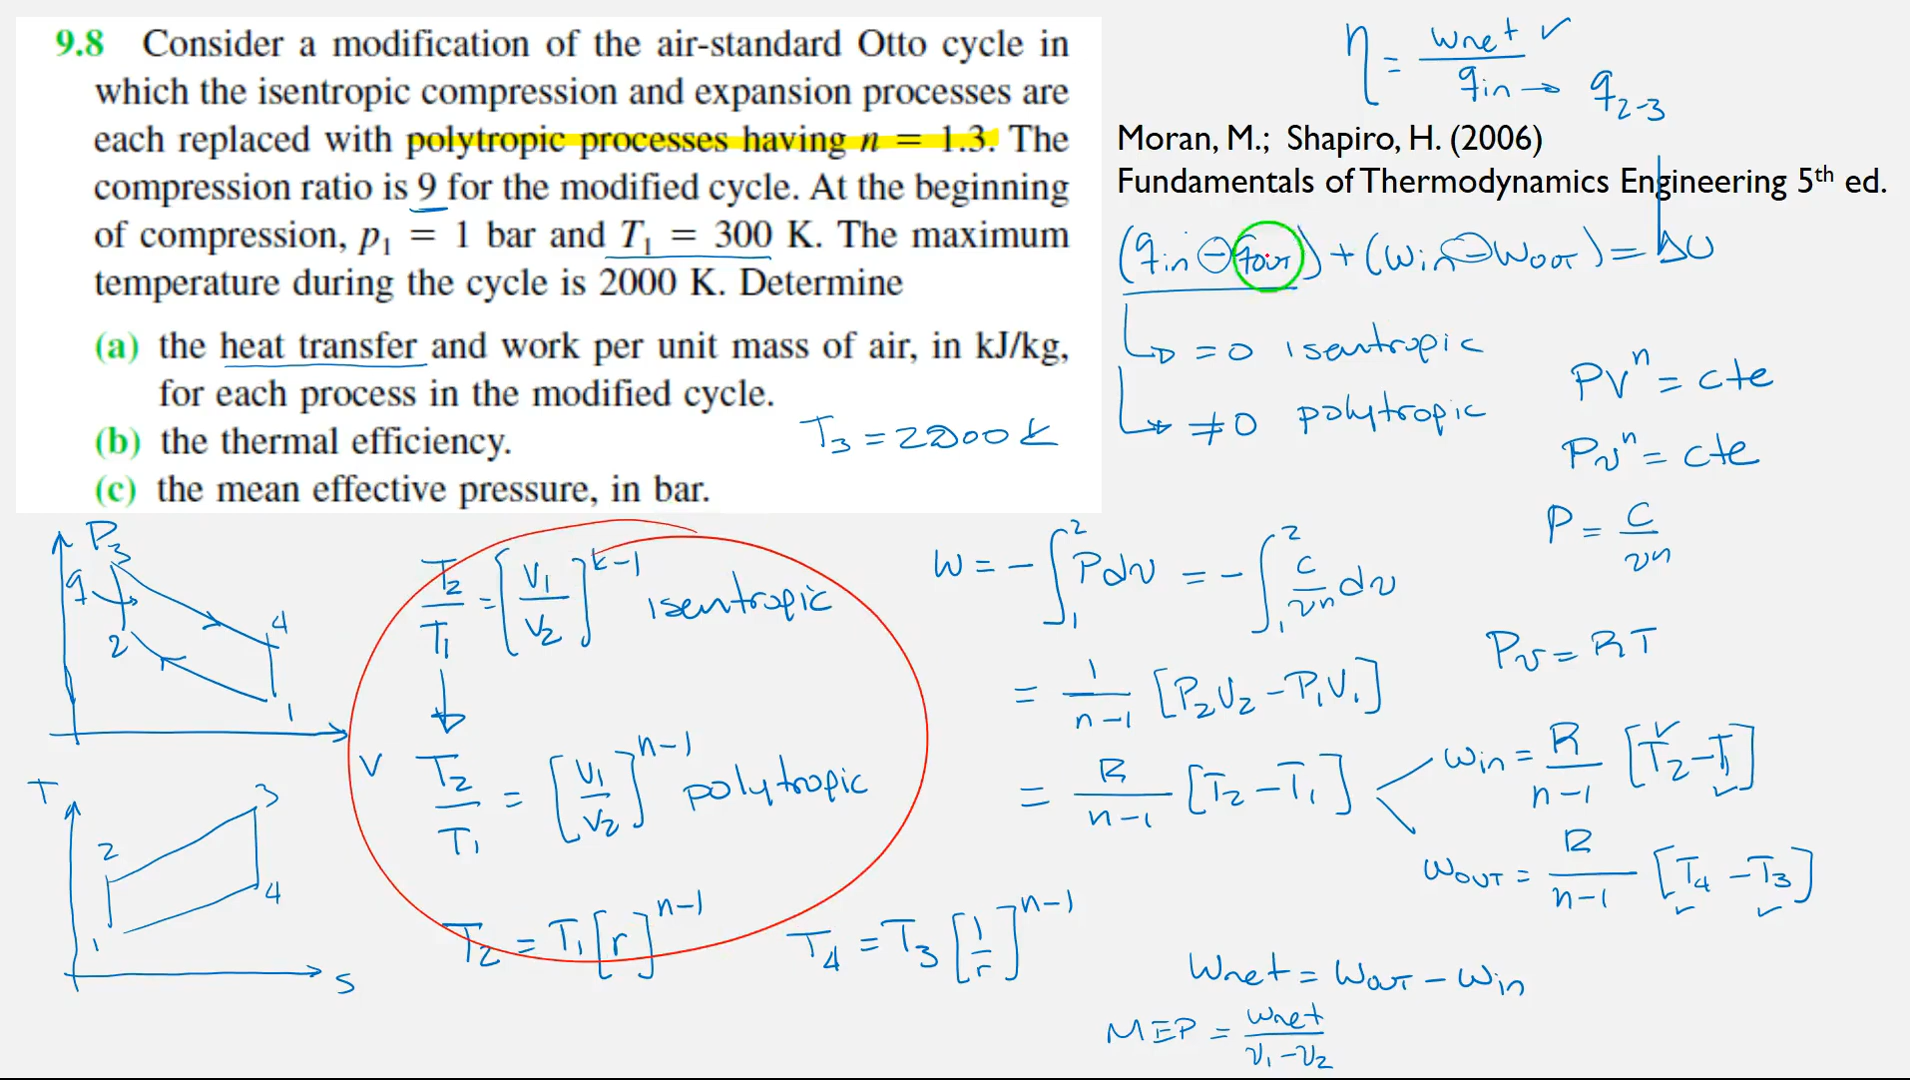 9.8 Consider a modification of the air-standard Otto cycle in
which the isentropic compression and expansion processes are
each replaced with polytropic processes having n = 1.3. The
compression ratio is 9 for the modified cycle. At the beginning
of compression, p₁ = 1 bar and T₁ = 300 K. The maximum
temperature during the cycle is 2000 K. Determine
(a) the heat transfer and work per unit mass of air, in kJ/kg,
for each process in the modified cycle.
(b) the thermal efficiency.
(c) the mean effective pressure, in bar.
T₃ = 2000 K
η = wnet / qin → q₂₋₃
Moran, M.; Shapiro, H. (2006)
Fundamentals of Thermodynamics Engineering 5th ed.
(qin − qout) + (win − wout) = ΔU
→ = 0 isentropic
→ ≠ 0 polytropic
PVⁿ = cte
Pvⁿ = cte
P = C / vⁿ
Pv = RT
P
3
q
2
4
1
V
T
3
2
4
1
S
T₂ / T₁ = [V₁ / V₂]^k-1 isentropic
T₂ / T₁ = [V₁ / V₂]^n-1 polytropic
T₂ = T₁ [r]^n-1
T₄ = T₃ [1 / r]^n-1
W = − ∫₁² Pdv = − ∫₁² C / vⁿ dv
= 1 / n−1 [P₂V₂ − P₁V₁]
= R / n−1 [T₂ − T₁]
win = R / n−1 [T₂ − T₁]
wout = R / n−1 [T₄ − T₃]
wnet = wout − win
MEP = wnet / v₁ − v₂